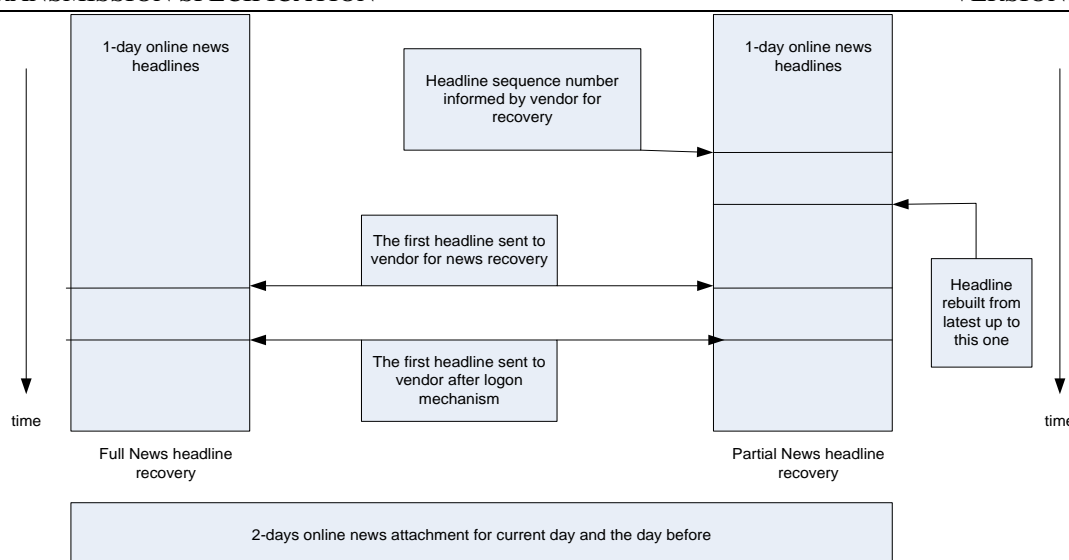 1-day online news
headlines
1-day online news
headlines
Headline sequence number
informed by vendor for
recovery
The first headline sent to
vendor for news recovery
Headline
rebuilt from
latest up to
this one
The first headline sent to
vendor after logon
mechanism
time
time
Full News headline
recovery
Partial News headline
recovery
2-days online news attachment for current day and the day before